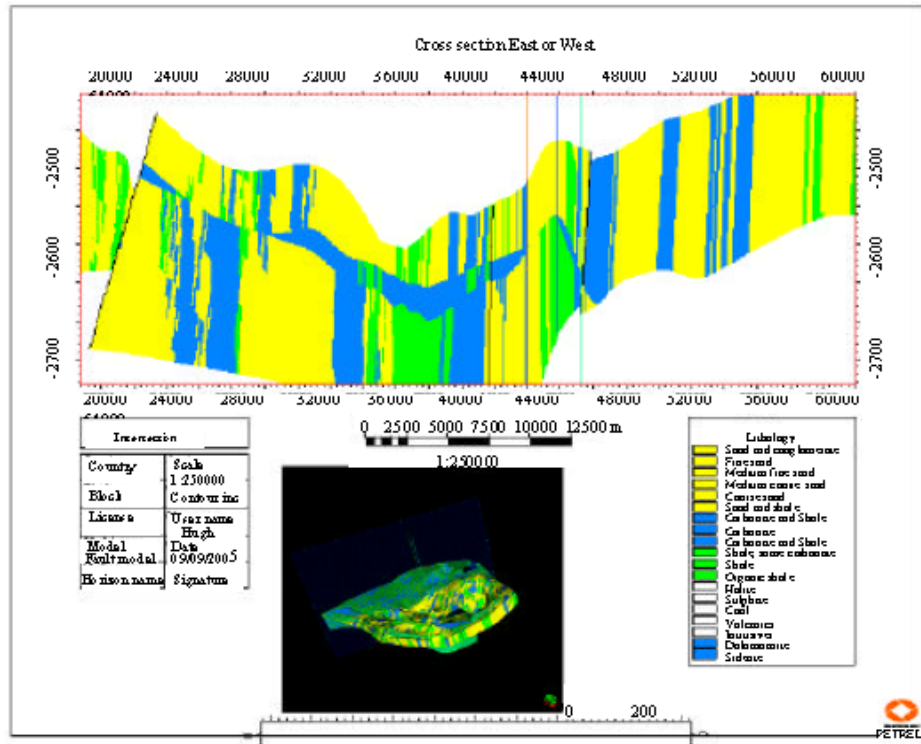 Cross section East or West
20000 24000 28000 32000 36000 40000 44000 48000 52000 56000 60000
-2500
-2600
-2700
-2500
-2600
-2700
20000 24000 28000 32000 36000 40000 44000 48000 52000 56000 60000
0 2500 5000 7500 10000 12500 m
1:250000
Intersection
Country
Scale
1:250000
Block
Contour inc
License
User name
Hugh
Model
Fault model
Date
09/09/2005
Horison name
Signature
Lithology
Sand and conglomerate
Fine sand
Medium fine sand
Medium coarse sand
Coarse sand
Sand and shale
Carbonate and Shale
Carbonate
Carbonate and Shale
Shale, some carbonate
Shale
Organic shale
Halite
Sulphate
Coal
Volcanics
Intrusives
Siderite
0 200
PETREL